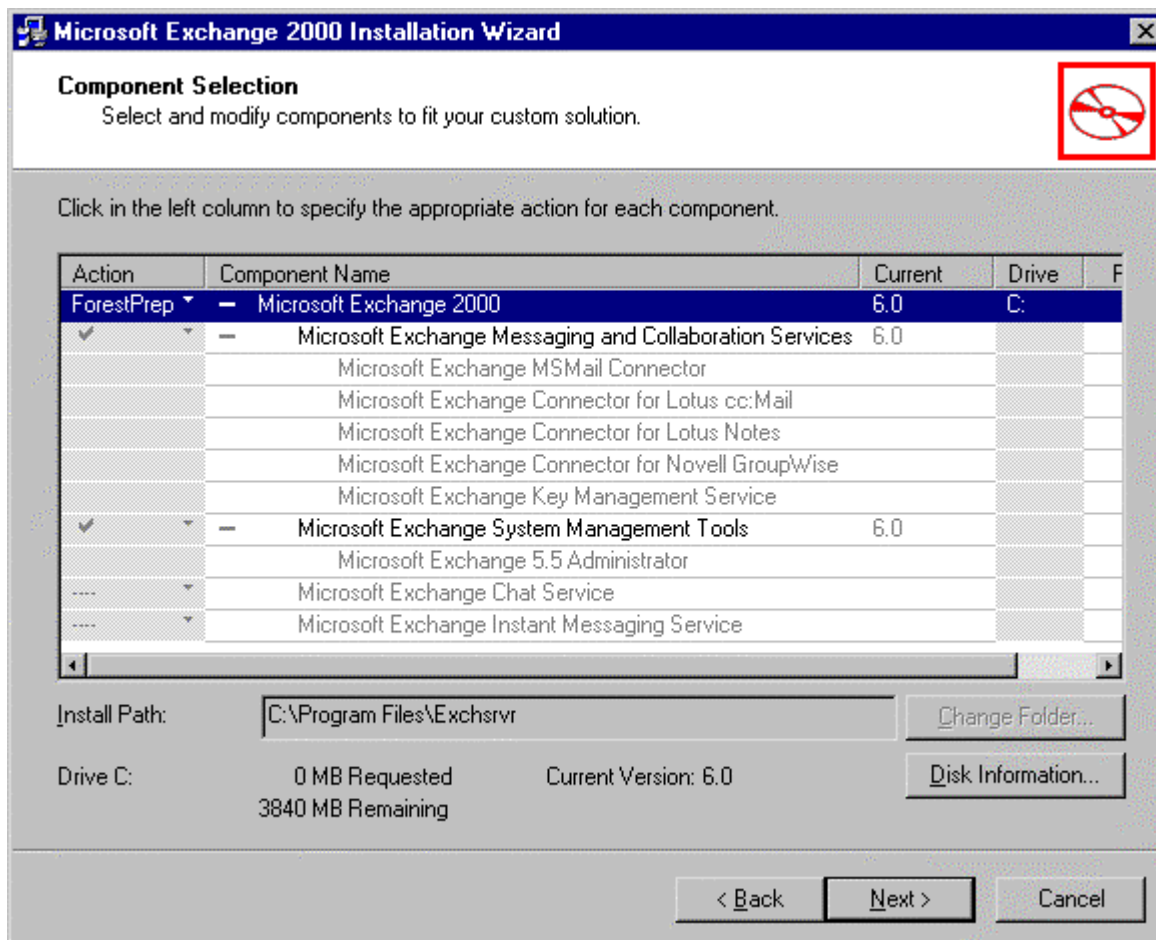 Microsoft Exchange 2000 Installation Wizard
Component Selection
Select and modify components to fit your custom solution.
Click in the left column to specify the appropriate action for each component.
Action Component Name Current Drive F
ForestPrep Microsoft Exchange 2000 6.0 C:
Microsoft Exchange Messaging and Collaboration Services 6.0
Microsoft Exchange MSMail Connector
Microsoft Exchange Connector for Lotus cc:Mail
Microsoft Exchange Connector for Lotus Notes
Microsoft Exchange Connector for Novell GroupWise
Microsoft Exchange Key Management Service
Microsoft Exchange System Management Tools 6.0
Microsoft Exchange 5.5 Administrator
---- Microsoft Exchange Chat Service
---- Microsoft Exchange Instant Messaging Service
Install Path: C:\Program Files\Exchsrvr Change Folder...
Drive C: 0 MB Requested Current Version: 6.0 Disk Information...
3840 MB Remaining
< Back Next > Cancel